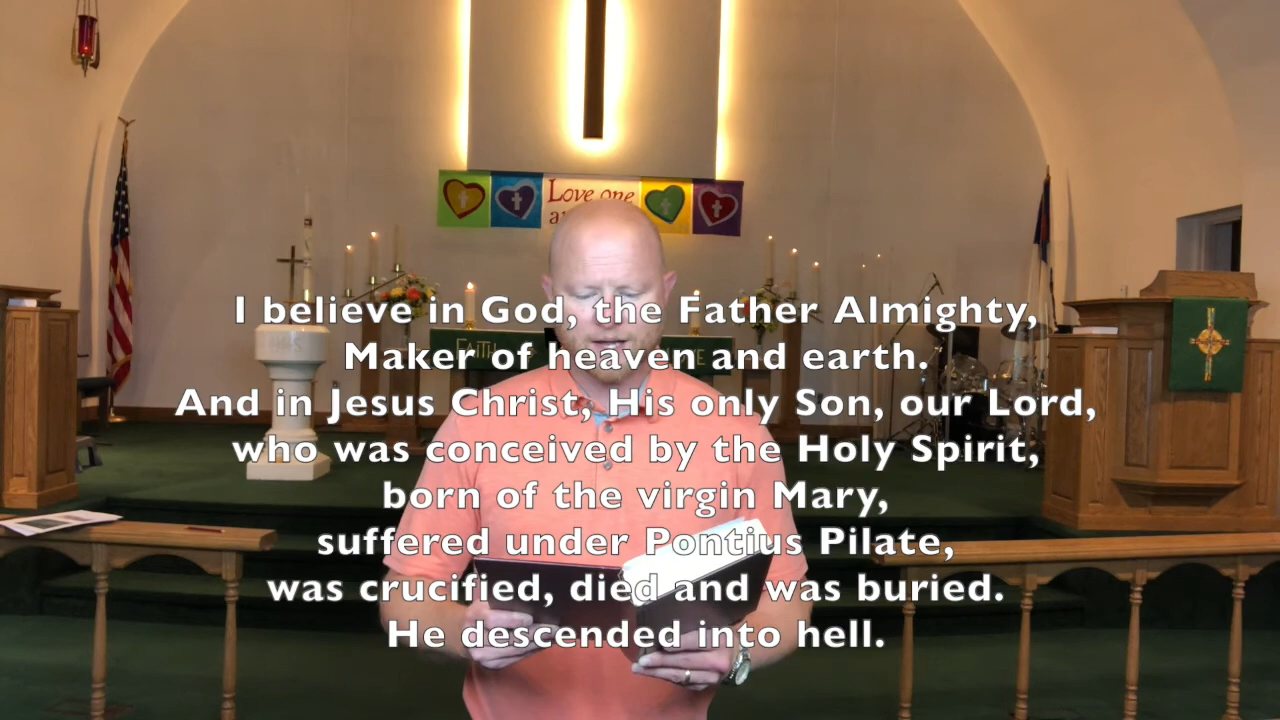 Love one
I believe in God, the Father Almighty,
Maker of heaven and earth.
And in Jesus Christ, His only Son, our Lord,
who was conceived by the Holy Spirit,
born of the virgin Mary,
suffered under Pontius Pilate,
was crucified, died and was buried.
He descended into hell.
FAITH